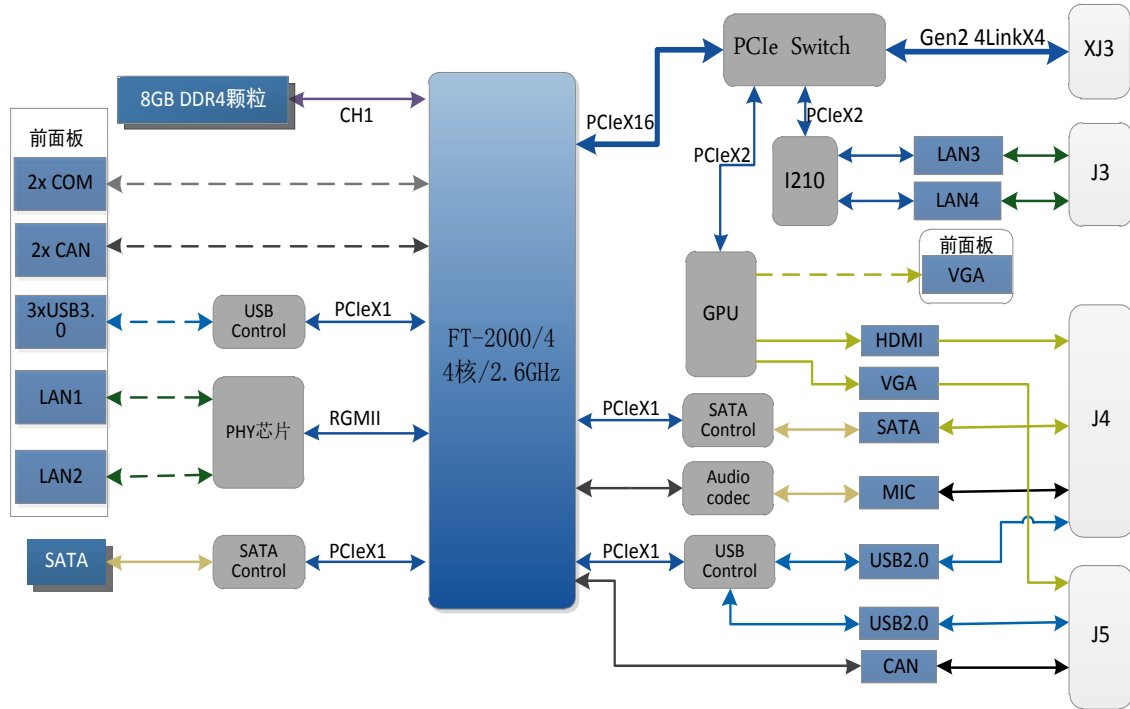 8GB DDR4颗粒
CH1
前面板
2x COM
2x CAN
3xUSB3.
0
USB
Control
PCIeX1
LAN1
LAN2
PHY芯片
RGMII
SATA
SATA
Control
PCIeX1
FT-2000/4
4核/2.6GHz
PCIeX16
PCIe Switch
Gen2 4LinkX4
XJ3
PCIeX2
PCIeX2
I210
LAN3
LAN4
J3
GPU
前面板
VGA
HDMI
VGA
PCIeX1
SATA
Control
SATA
J4
Audio
codec
MIC
PCIeX1
USB
Control
USB2.0
USB2.0
CAN
J5